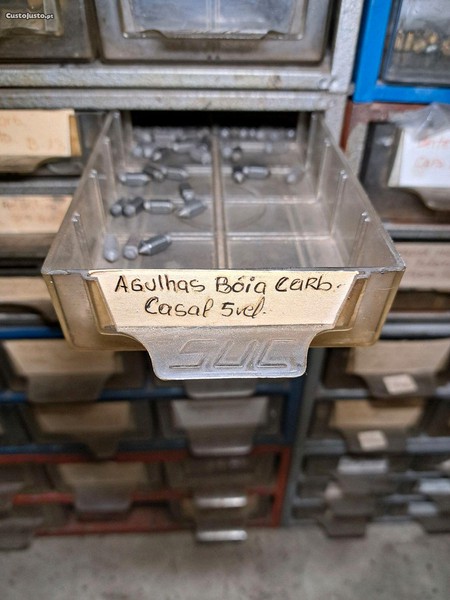 CustoJusto.pt
AGulhas Bóia CaRb.
Casal 5vel.
SUC